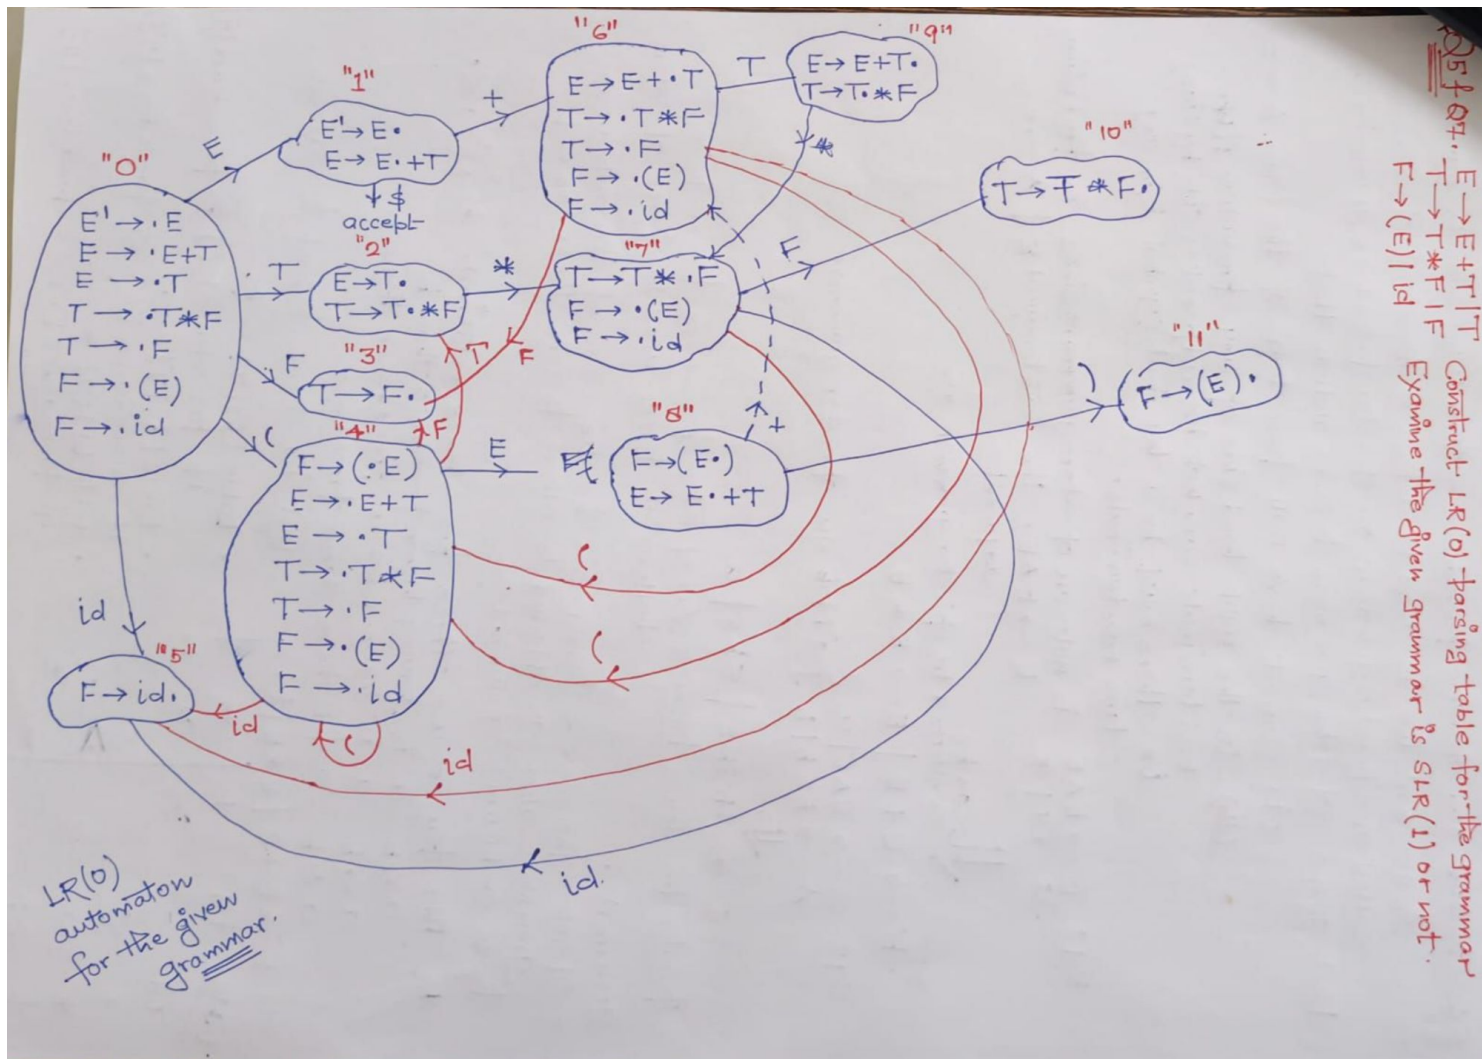 Q5 of Q7. E → E+T | T
T → T * F | F
F → (E) | id
Construct LR(0) parsing table for the grammar
Examine the given grammar is SLR(1) or not.
"0"
E' → ·E
E → ·E+T
E → ·T
T → ·T*F
T → ·F
F → ·(E)
F → ·id
E
"1"
E' → E·
E → E·+T
$
accept
+
T
"2"
E → T·
T → T·*F
*
F
"3"
T → F·
(
"4"
F → (·E)
E → ·E+T
E → ·T
T → ·T*F
T → ·F
F → ·(E)
F → ·id
T
F
E
(
id
id
"5"
F → id·
"6"
E → E+·T
T → ·T*F
T → ·F
F → ·(E)
F → ·id
T
F
(
id
"7"
T → T*·F
F → ·(E)
F → ·id
F
(
id.
"8"
F → (E·)
E → E·+T
+
)
"9"
E → E+T·
T → T·*F
*
"10"
T → T*F·
"11"
F → (E)·
LR(0)
automaton
for the given
grammar.